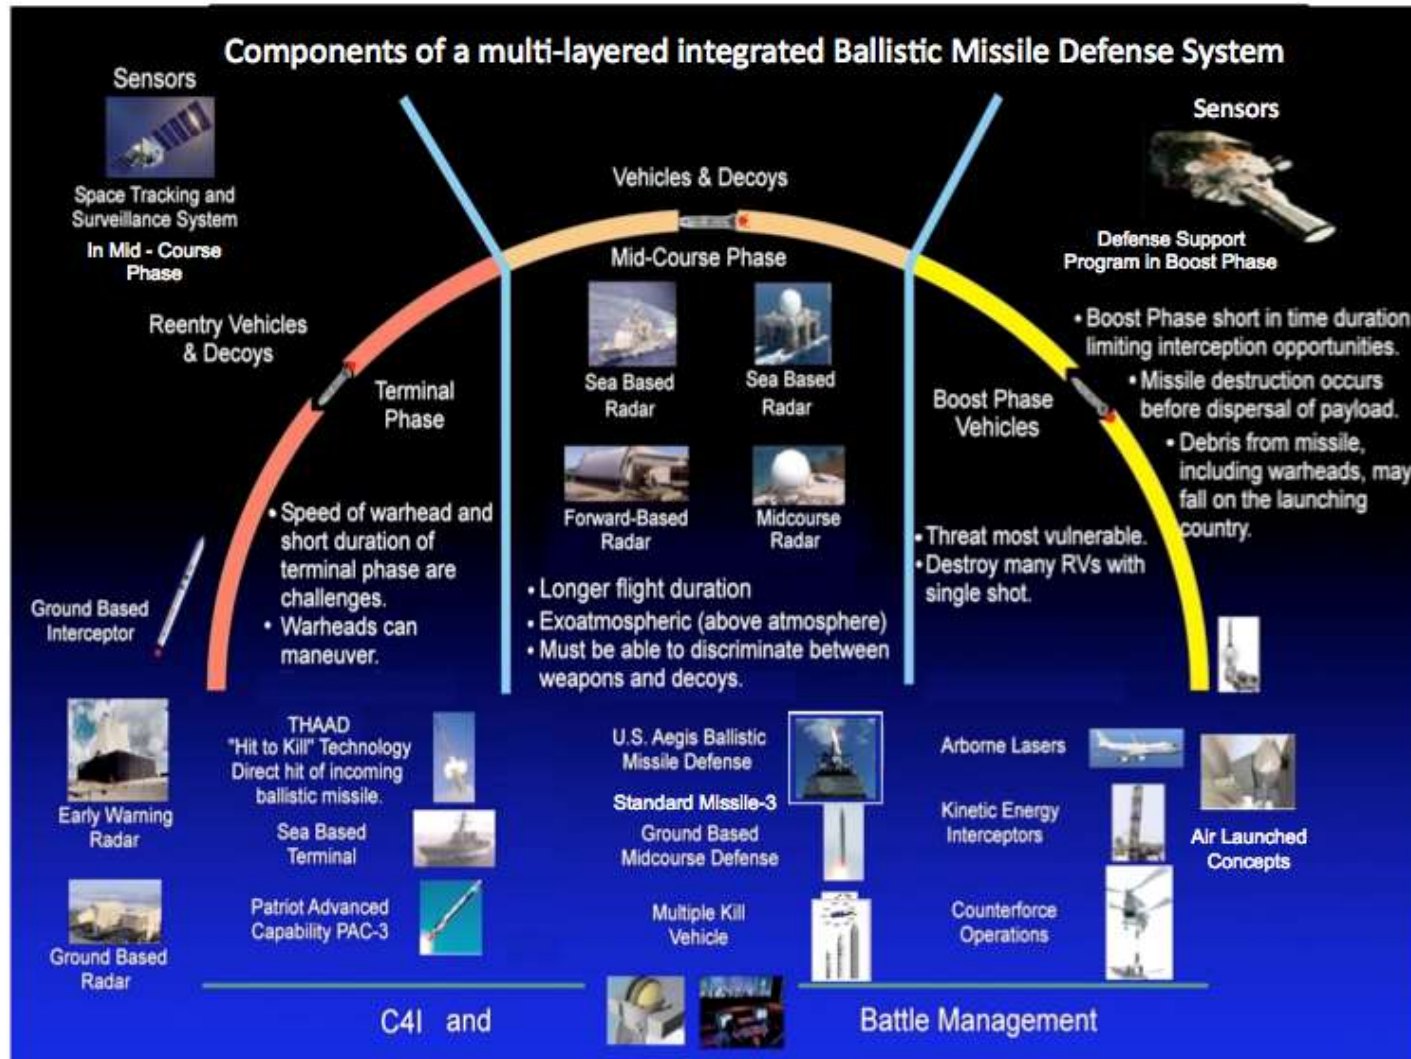 Components of a multi-layered integrated Ballistic Missile Defense System
Sensors
Space Tracking and
Surveillance System
In Mid - Course
Phase
Sensors
Defense Support
Program in Boost Phase
Vehicles & Decoys
Mid-Course Phase
Reentry Vehicles
& Decoys
Terminal
Phase
Sea Based
Radar
Sea Based
Radar
Forward-Based
Radar
Midcourse
Radar
Boost Phase
Vehicles
• Boost Phase short in time duration
limiting interception opportunities.
• Missile destruction occurs
before dispersal of payload.
• Debris from missile,
including warheads, may
fall on the launching
country.
• Speed of warhead and
short duration of
terminal phase are
challenges.
• Warheads can
maneuver.
• Longer flight duration
• Exoatmospheric (above atmosphere)
• Must be able to discriminate between
weapons and decoys.
• Threat most vulnerable.
• Destroy many RVs with
single shot.
Ground Based
Interceptor
Early Warning
Radar
Ground Based
Radar
THAAD
"Hit to Kill" Technology
Direct hit of incoming
ballistic missile.
Sea Based
Terminal
Patriot Advanced
Capability PAC-3
U.S. Aegis Ballistic
Missile Defense
Standard Missile-3
Ground Based
Midcourse Defense
Multiple Kill
Vehicle
Arborne Lasers
Kinetic Energy
Interceptors
Counterforce
Operations
Air Launched
Concepts
C4I and
Battle Management